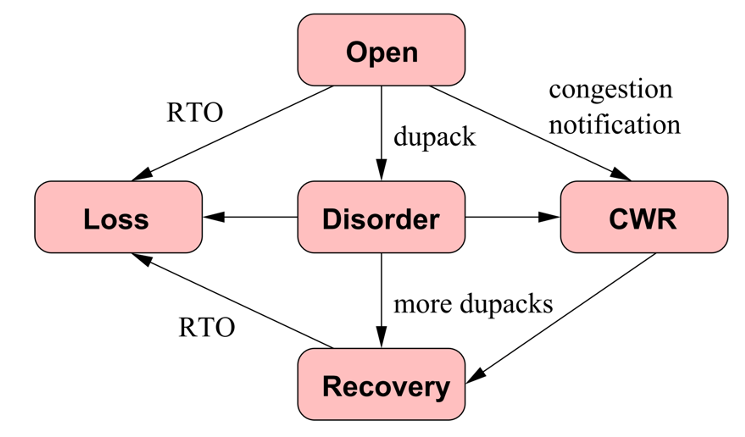 Open
RTO
congestion
notification
dupack
Loss
Disorder
CWR
more dupacks
RTO
Recovery